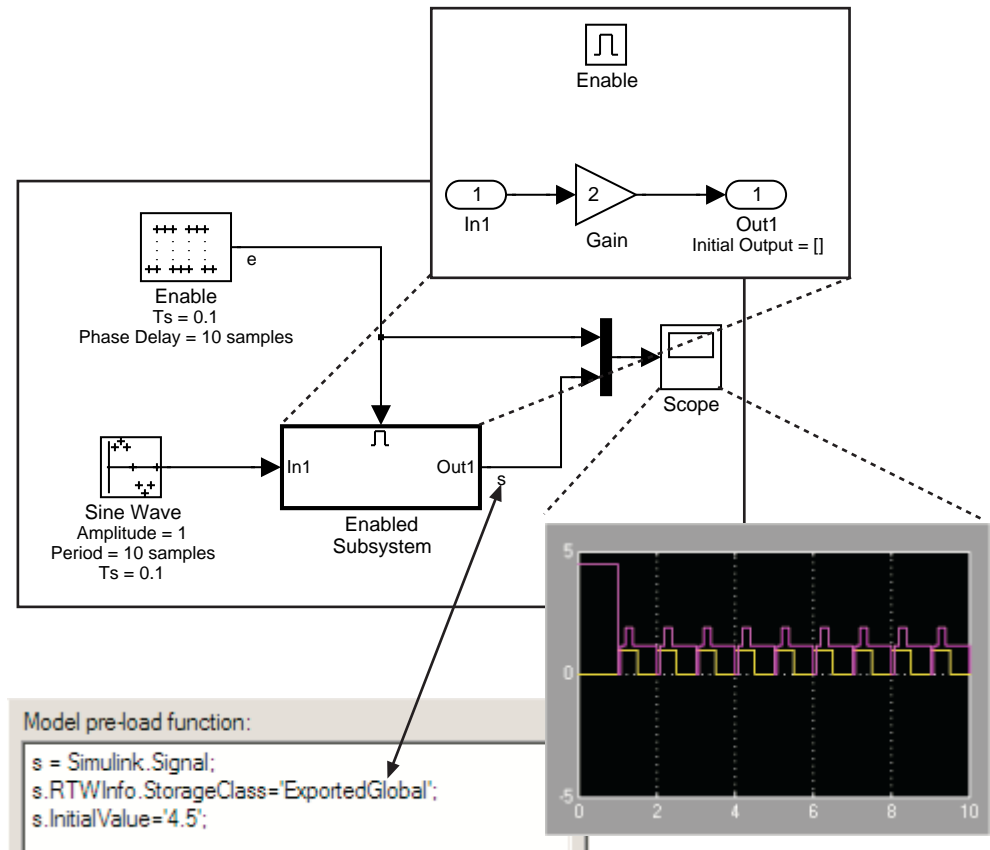 Enable
1
2
1
In1
Gain
Out1
Initial Output = []
e
Enable
Ts = 0.1
Phase Delay = 10 samples
Scope
In1
Out1
s
Sine Wave
Amplitude = 1
Period = 10 samples
Ts = 0.1
Enabled
Subsystem
5
0
-5
0 2 4 6 8 10
Model pre-load function:
s = Simulink.Signal;
s.RTWInfo.StorageClass='ExportedGlobal';
s.InitialValue='4.5';